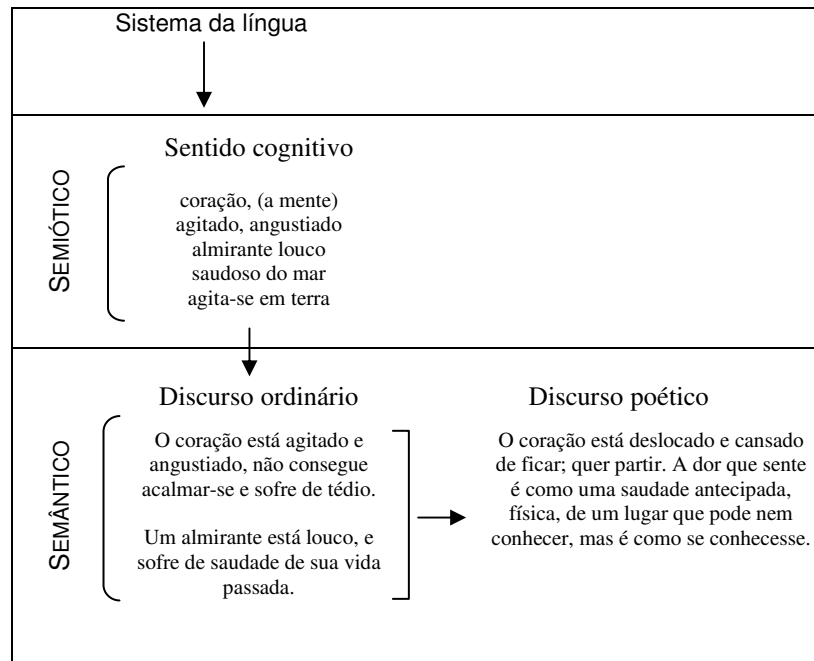 Sistema da língua
SEMIÓTICO
Sentido cognitivo
coração, (a mente)
agitado, angustiado
almirante louco
saudoso do mar
agita-se em terra
SEMÂNTICO
Discurso ordinário
O coração está agitado e
angustiado, não consegue
acalmar-se e sofre de tédio.
Um almirante está louco, e
sofre de saudade de sua vida
passada.
Discurso poético
O coração está deslocado e cansado
de ficar; quer partir. A dor que sente
é como uma saudade antecipada,
física, de um lugar que pode nem
conhecer, mas é como se conhecesse.